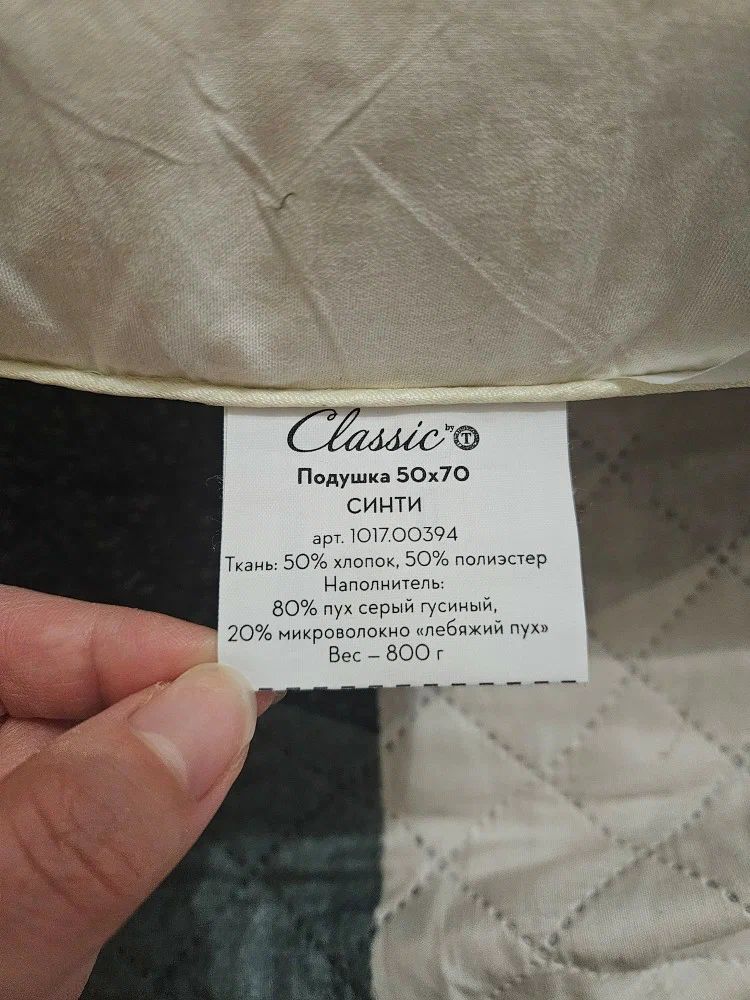 Classic by T
Подушка 50x70
СИНТИ
арт. 1017.00394
Ткань: 50% хлопок, 50% полиэстер
Наполнитель:
80% пух серый гусиный,
20% микроволокно «лебяжий пух»
Вес – 800 г